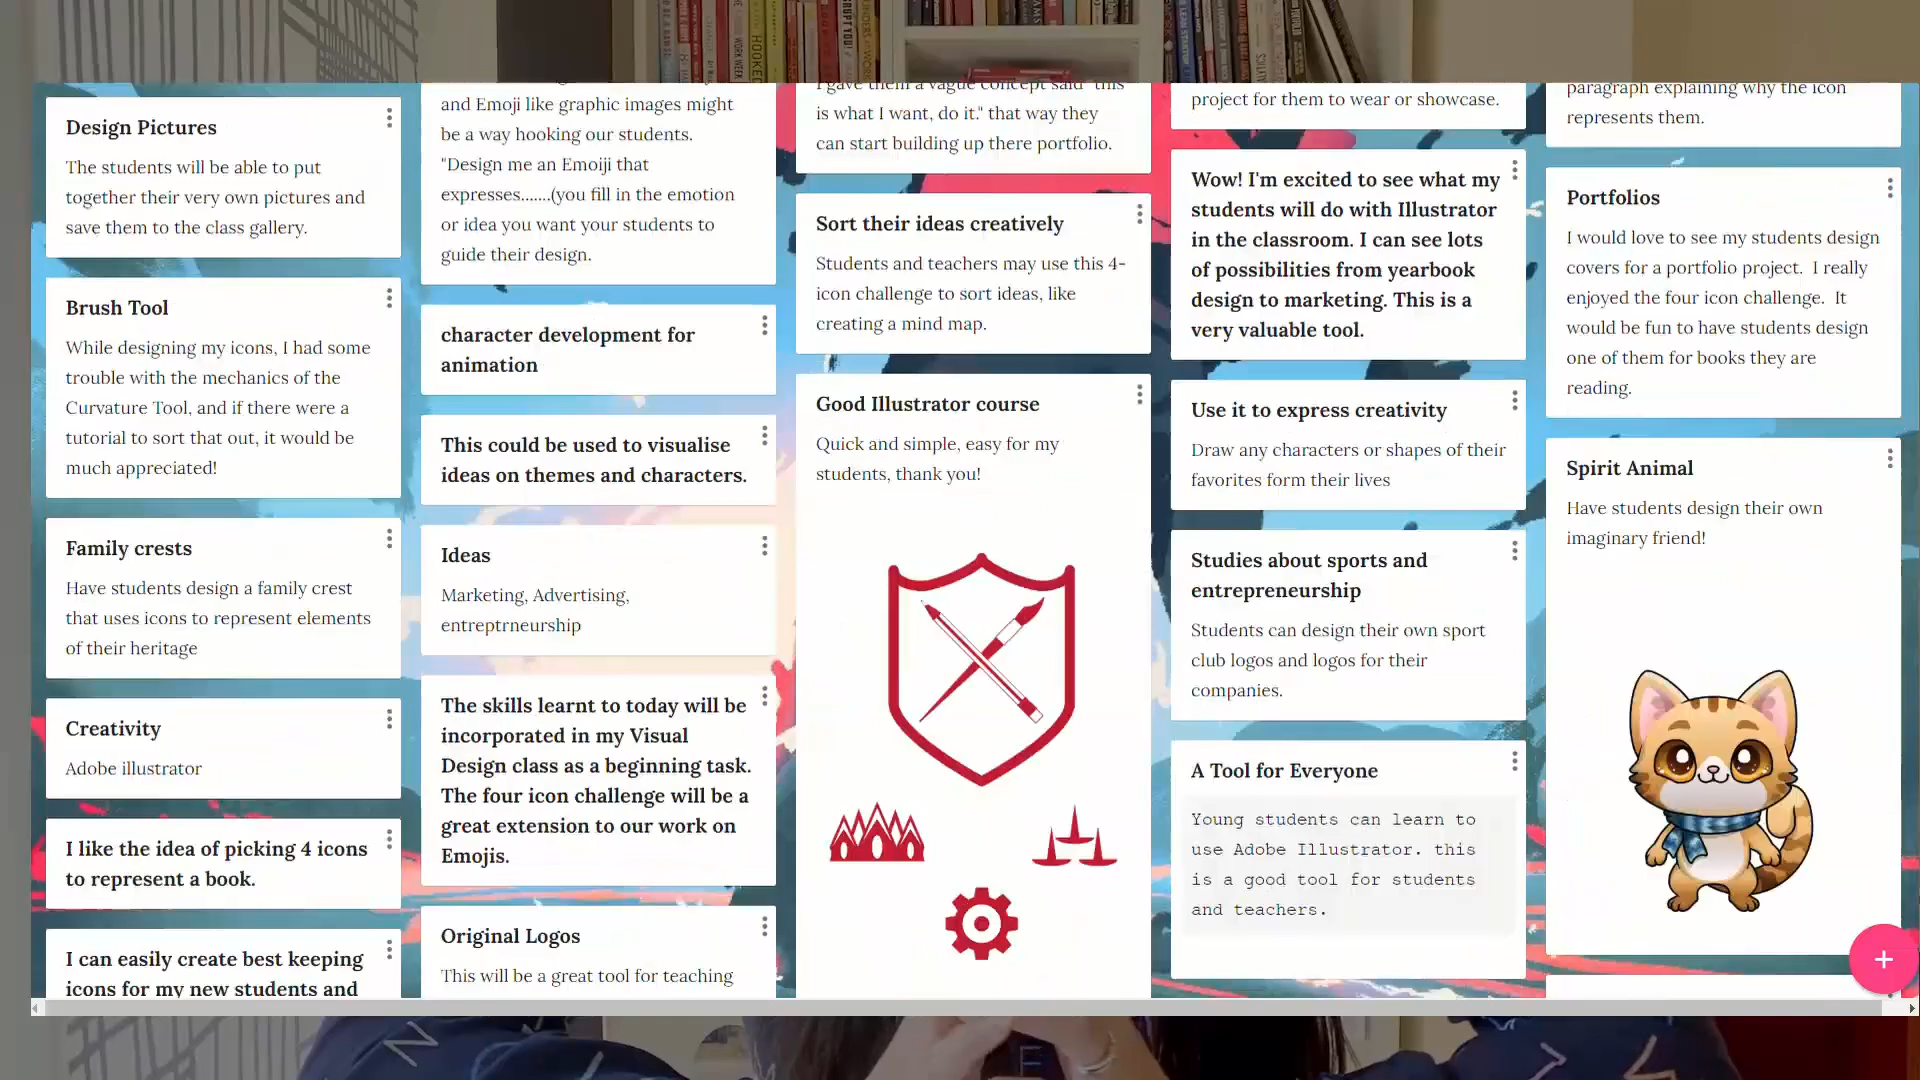 Design Pictures
The students will be able to put
together their very own pictures and
save them to the class gallery.
Brush Tool
While designing my icons, I had some
trouble with the mechanics of the
Curvature Tool, and if there were a
tutorial to sort that out, it would be
much appreciated!
Family crests
Have students design a family crest
that uses icons to represent elements
of their heritage
Creativity
Adobe illustrator
I like the idea of picking 4 icons
to represent a book.
I can easily create best keeping
icons for my new students and
and Emoji like graphic images might
be a way hooking our students.
"Design me an Emoiji that
expresses.......(you fill in the emotion
or idea you want your students to
guide their design.
character development for
animation
This could be used to visualise
ideas on themes and characters.
Ideas
Marketing, Advertising,
entreptrneurship
The skills learnt to today will be
incorporated in my Visual
Design class as a beginning task.
The four icon challenge will be a
great extension to our work on
Emojis.
Original Logos
This will be a great tool for teaching
I gave them a vague concept said "this
is what I want, do it." that way they
can start building up there portfolio.
Sort their ideas creatively
Students and teachers may use this 4-
icon challenge to sort ideas, like
creating a mind map.
Good Illustrator course
Quick and simple, easy for my
students, thank you!
project for them to wear or showcase.
Wow! I'm excited to see what my
students will do with Illustrator
in the classroom. I can see lots
of possibilities from yearbook
design to marketing. This is a
very valuable tool.
Use it to express creativity
Draw any characters or shapes of their
favorites form their lives
Studies about sports and
entrepreneurship
Students can design their own sport
club logos and logos for their
companies.
A Tool for Everyone
Young students can learn to
use Adobe Illustrator. this
is a good tool for students
and teachers.
paragraph explaining why the icon
represents them.
Portfolios
I would love to see my students design
covers for a portfolio project. I really
enjoyed the four icon challenge. It
would be fun to have students design
one of them for books they are
reading.
Spirit Animal
Have students design their own
imaginary friend!